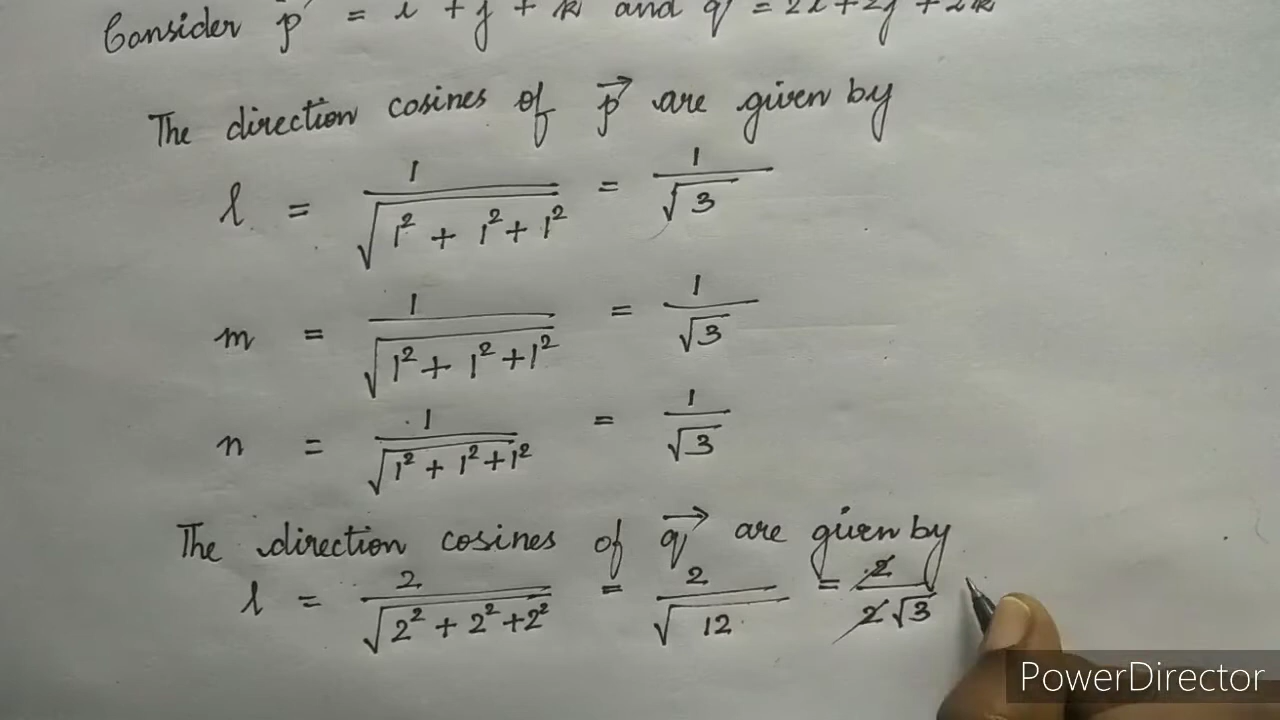 Consider p = i + j + k and q = 2i + 2j + 2k
The direction cosines of p⃗ are given by
l = 1/√(1² + 1² + 1²) = 1/√3
m = 1/√(1² + 1² + 1²) = 1/√3
n = 1/√(1² + 1² + 1²) = 1/√3
The direction cosines of q⃗ are given by
l = 2/√(2² + 2² + 2²) = 2/√12 = 2/2√3
PowerDirector